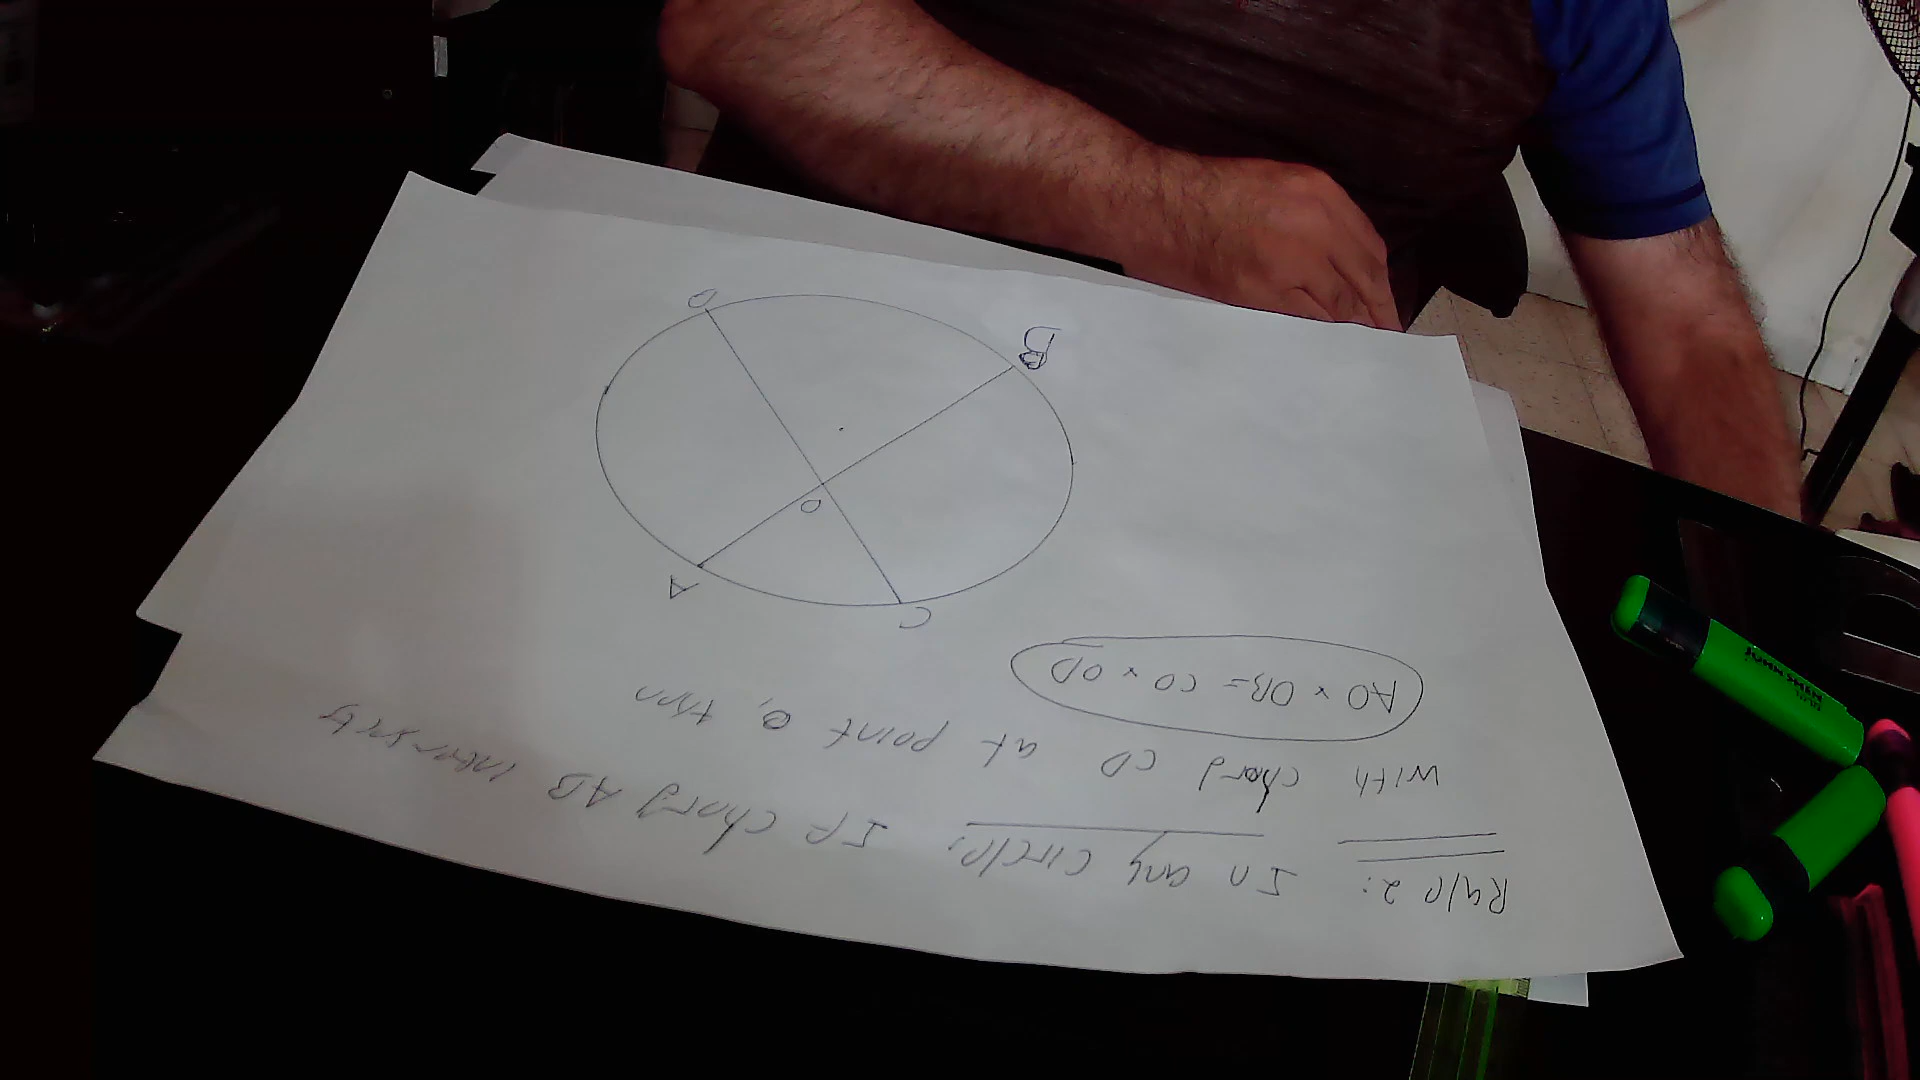 Rule 2: In any circle: If chord AB intersects
with chord CD at point O, then
AO × OB = CO × OD
C
A
O
B
D